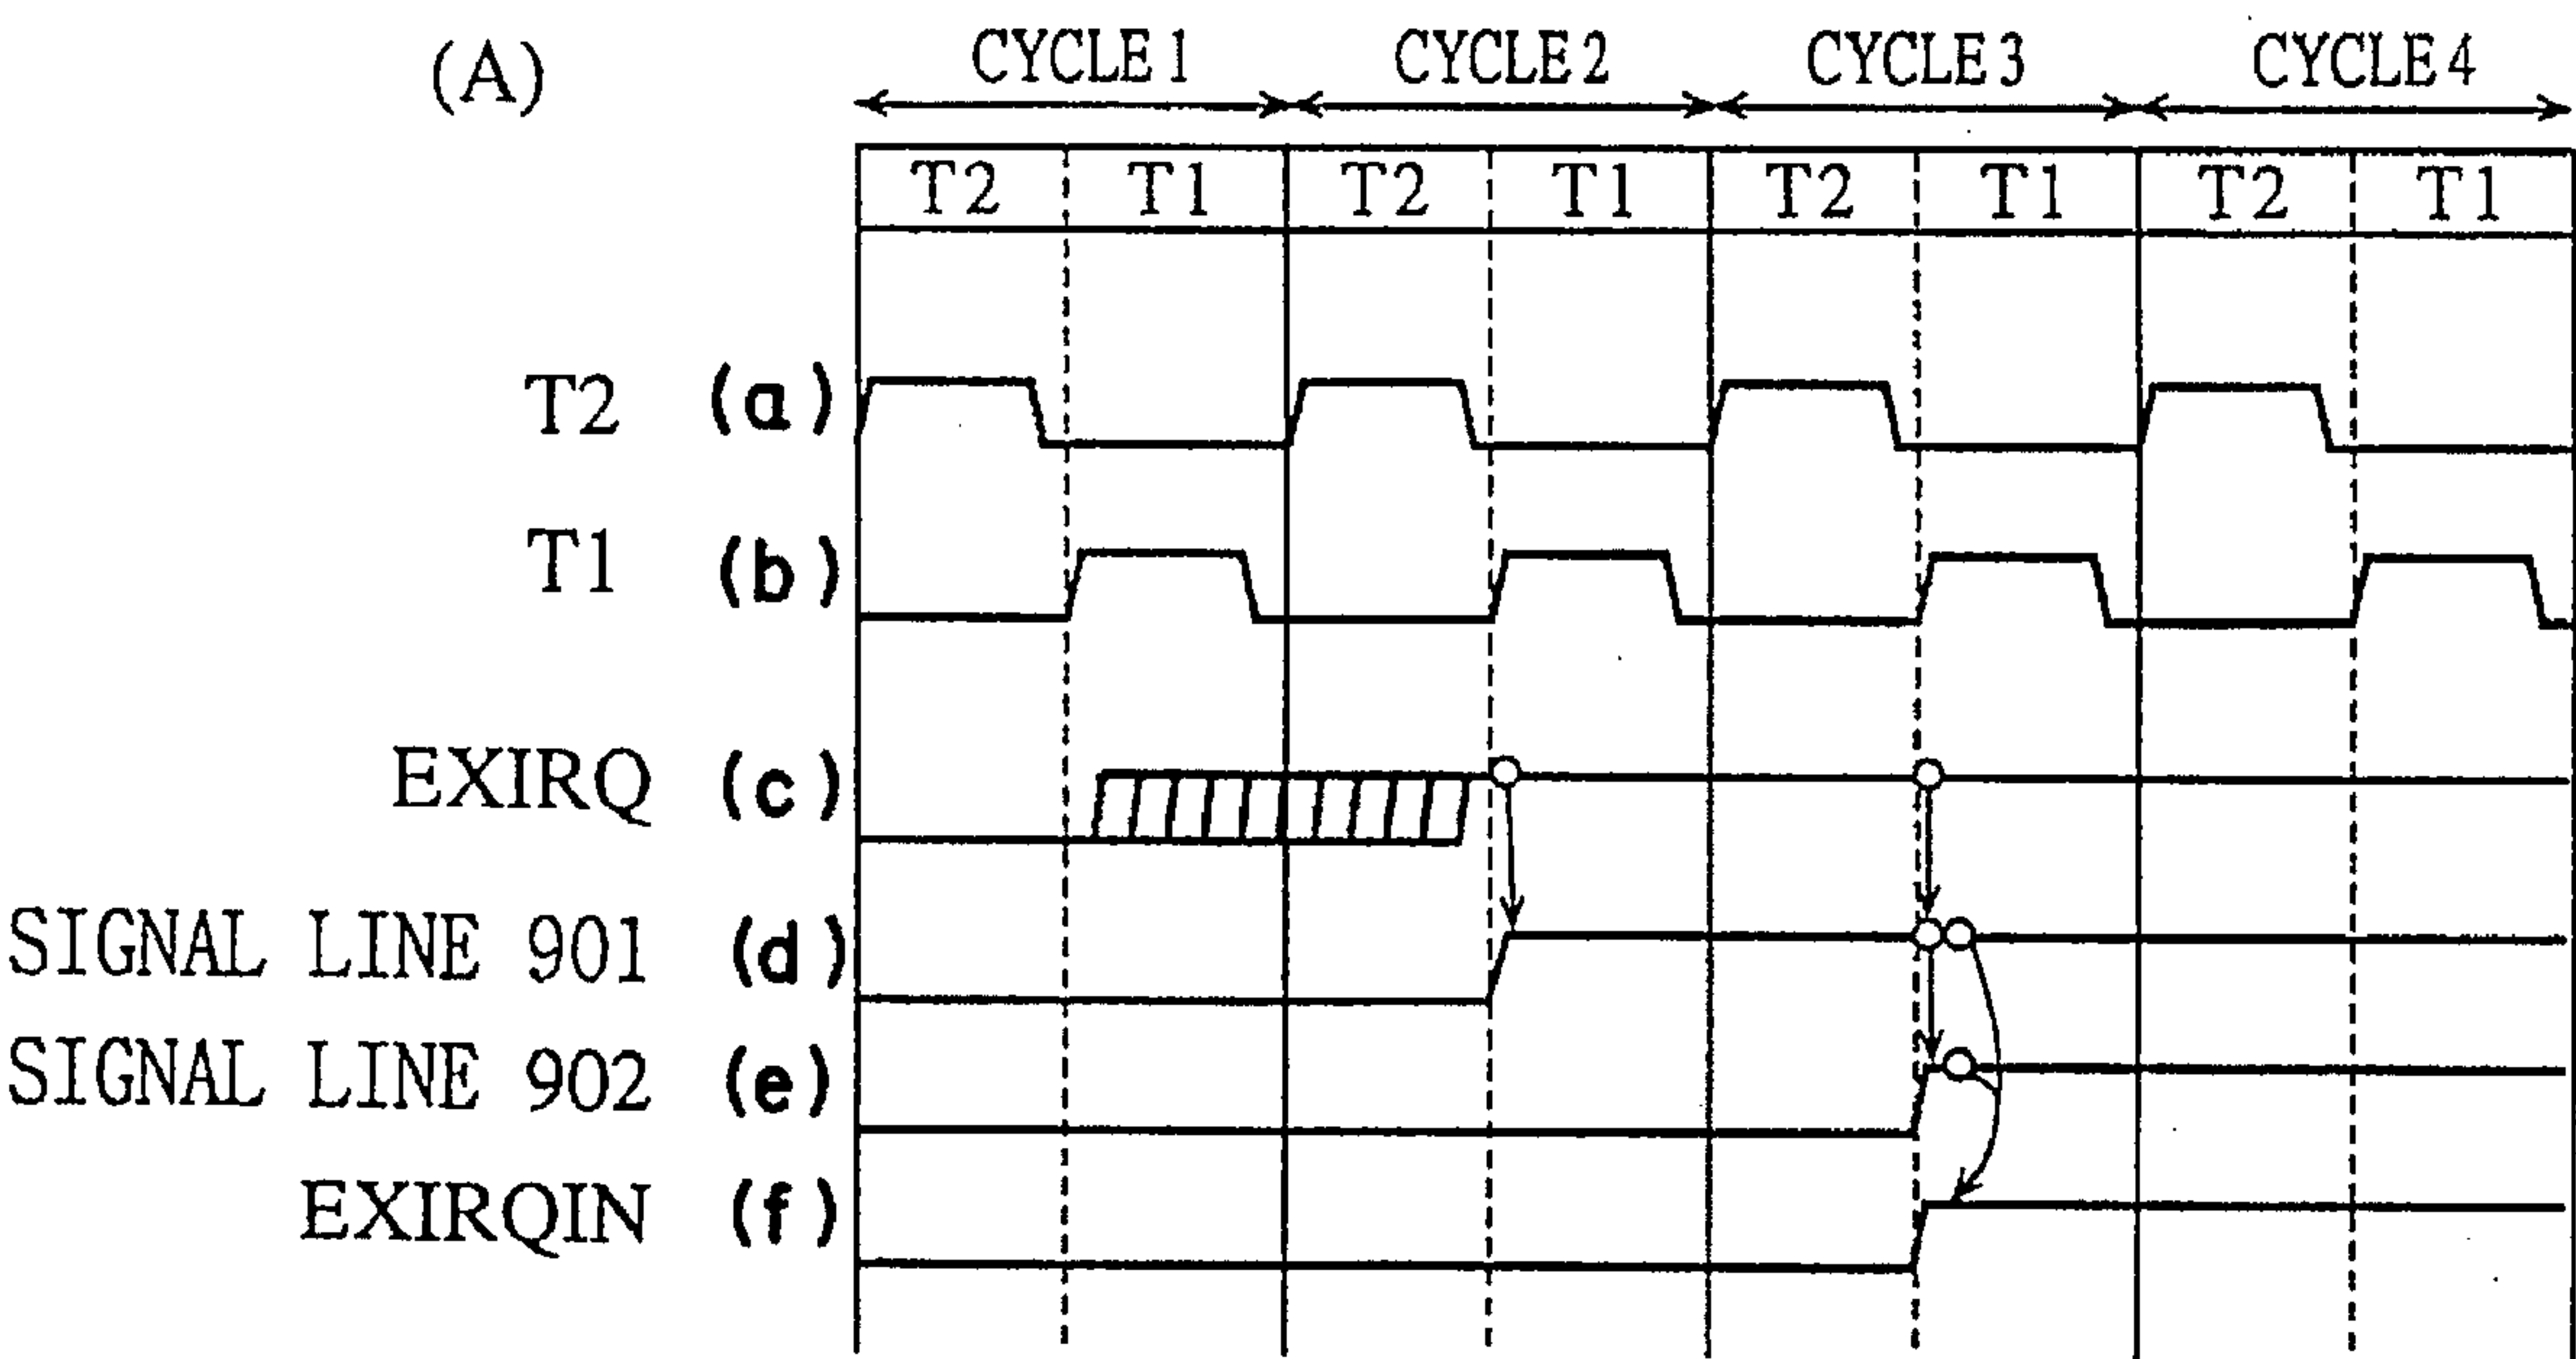 (A)
CYCLE 1 CYCLE 2 CYCLE 3 CYCLE 4
T2 T1 T2 T1 T2 T1 T2 T1
T2 (a)
T1 (b)
EXIRQ (c)
SIGNAL LINE 901 (d)
SIGNAL LINE 902 (e)
EXIRQIN (f)